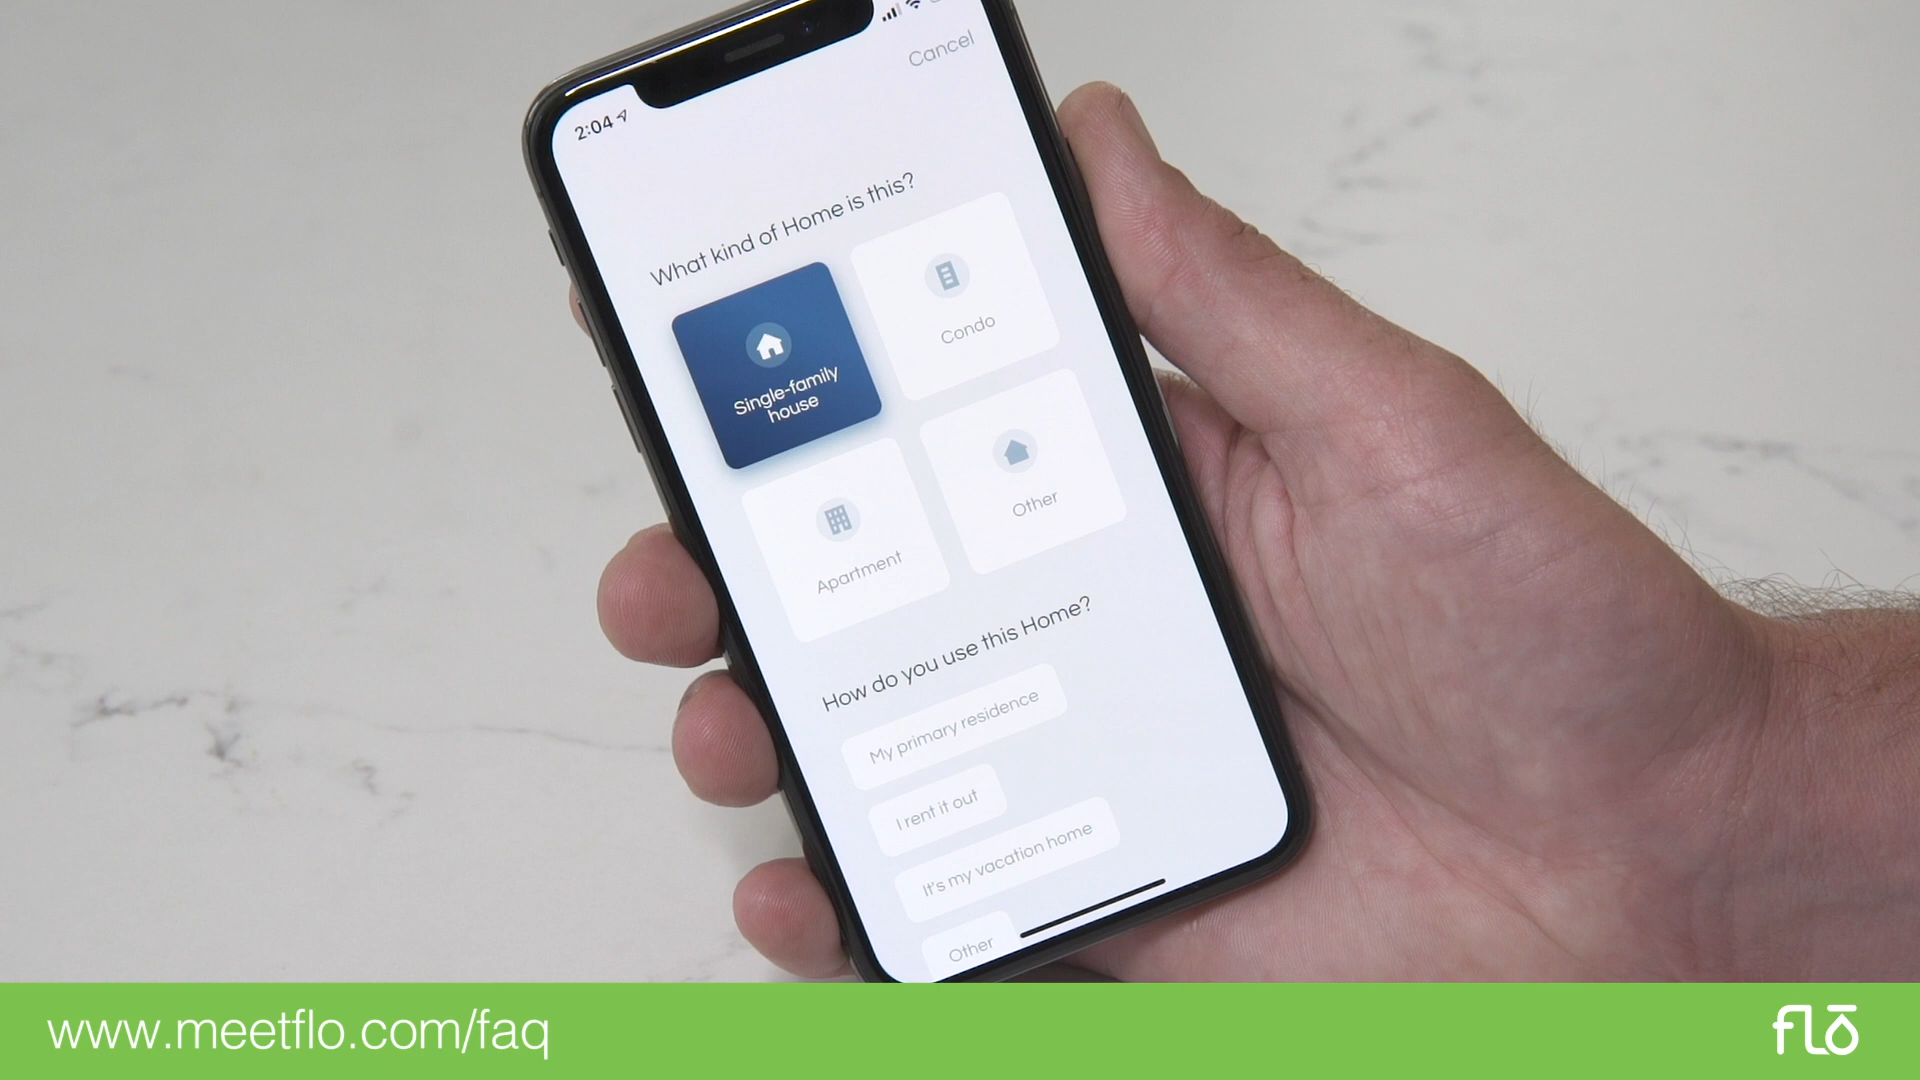 2:04
Cancel
What kind of Home is this?
Single-family
house
Condo
Apartment
Other
How do you use this Home?
My primary residence
I rent it out
It's my vacation home
Other
www.meetflo.com/faq
flō